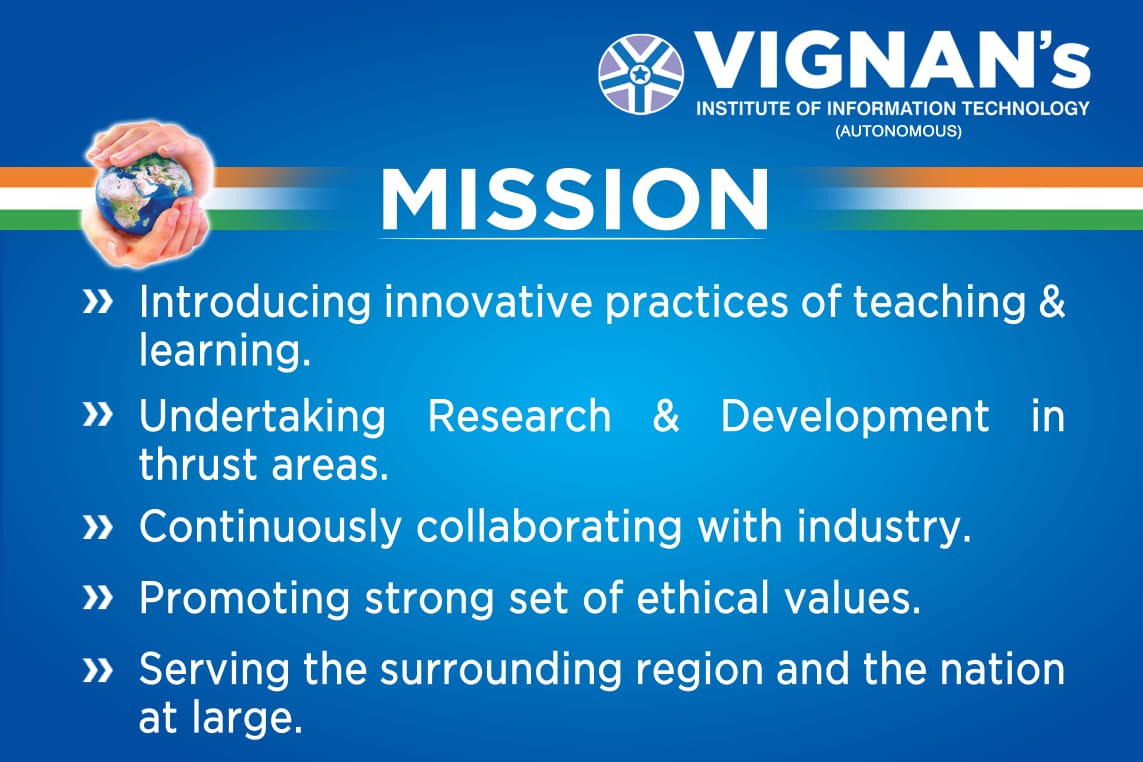 VIGNAN's
INSTITUTE OF INFORMATION TECHNOLOGY
(AUTONOMOUS)
MISSION
» Introducing innovative practices of teaching &
learning.
» Undertaking Research & Development in
thrust areas.
» Continuously collaborating with industry.
» Promoting strong set of ethical values.
» Serving the surrounding region and the nation
at large.